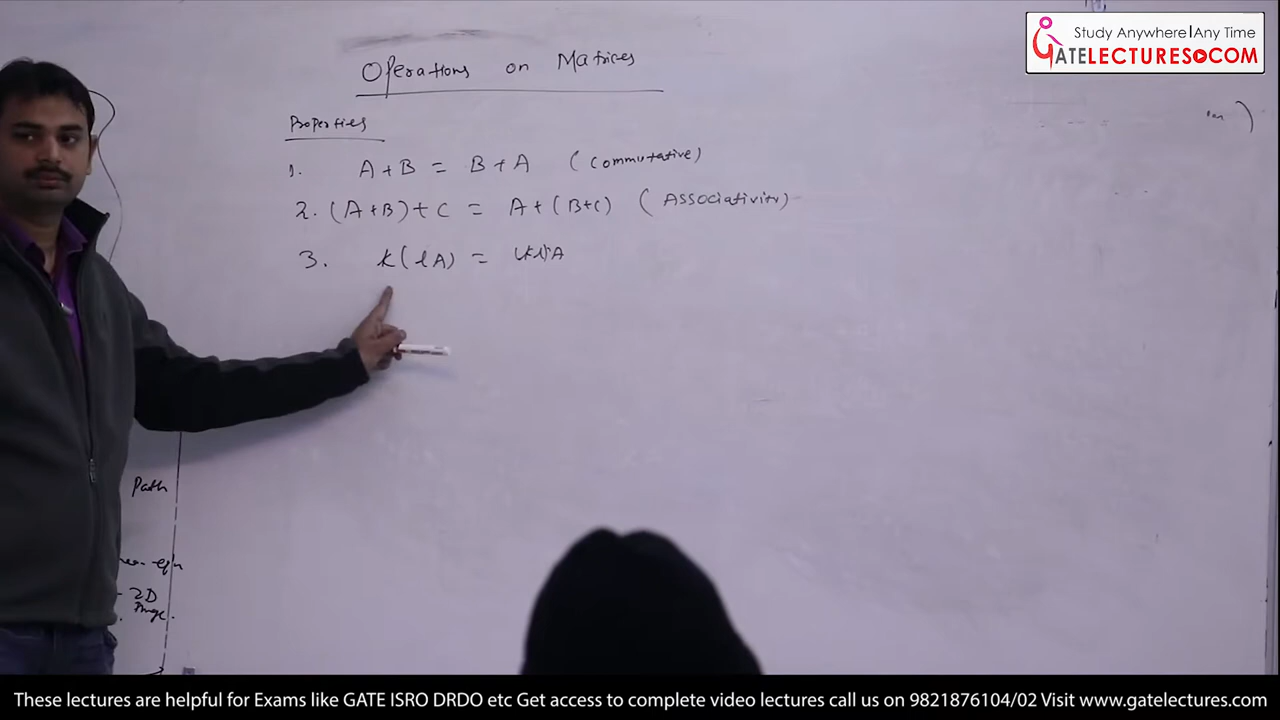 Study Anywhere|Any Time
GATELECTURES.COM
Operations on Matrices
Properties
1. A+B = B+A (Commutative)
2. (A+B)+C = A+(B+C) (Associativity)
3. k(lA) = (kl)A
Path
2D
These lectures are helpful for Exams like GATE ISRO DRDO etc Get access to complete video lectures call us on 9821876104/02 Visit www.gatelectures.com